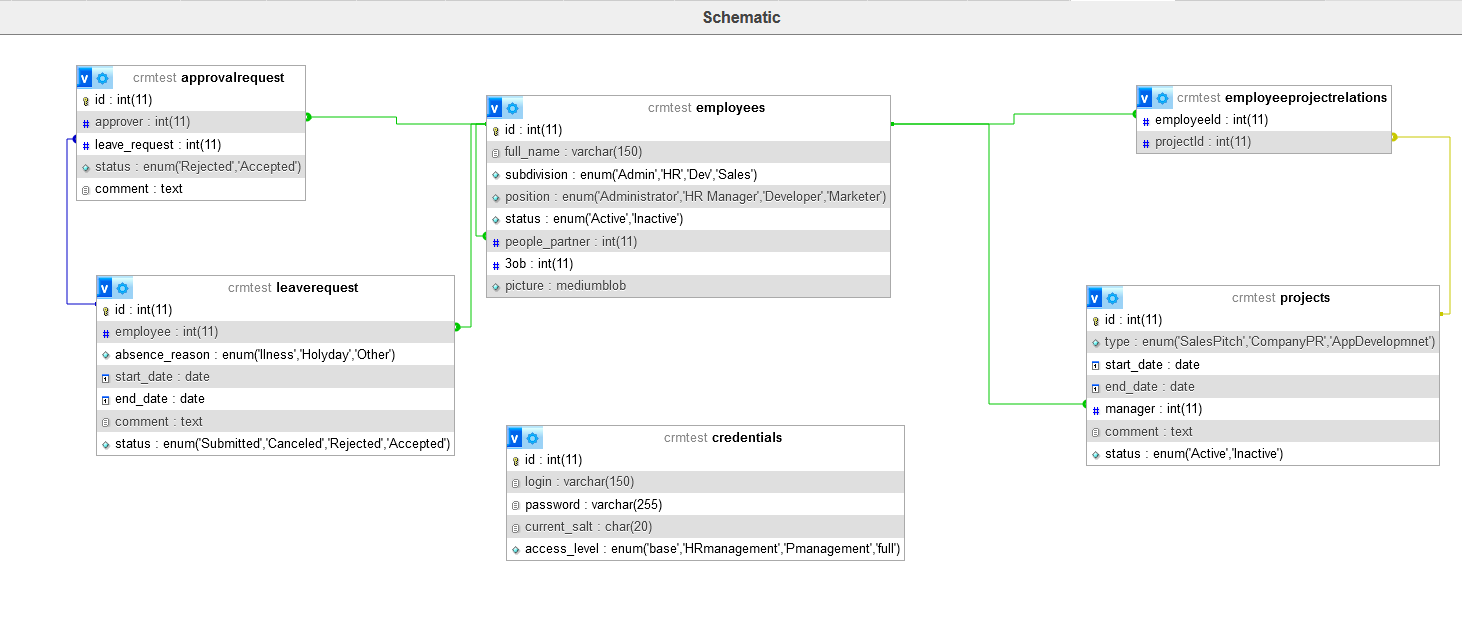 Schematic
v crmtest approvalrequest
id : int(11)
# approver : int(11)
# leave_request : int(11)
status : enum('Rejected','Accepted')
comment : text
v crmtest employees
id : int(11)
full_name : varchar(150)
subdivision : enum('Admin','HR','Dev','Sales')
position : enum('Administrator','HR Manager','Developer','Marketer')
status : enum('Active','Inactive')
# people_partner : int(11)
# 3ob : int(11)
picture : mediumblob
v crmtest employeeprojectrelations
# employeeId : int(11)
# projectId : int(11)
v crmtest leaverequest
id : int(11)
# employee : int(11)
absence_reason : enum('Ilness','Holyday','Other')
start_date : date
end_date : date
comment : text
status : enum('Submitted','Canceled','Rejected','Accepted')
v crmtest projects
id : int(11)
type : enum('SalesPitch','CompanyPR','AppDevelopmnet')
start_date : date
end_date : date
# manager : int(11)
comment : text
status : enum('Active','Inactive')
v crmtest credentials
id : int(11)
login : varchar(150)
password : varchar(255)
current_salt : char(20)
access_level : enum('base','HRmanagement','Pmanagement','full')